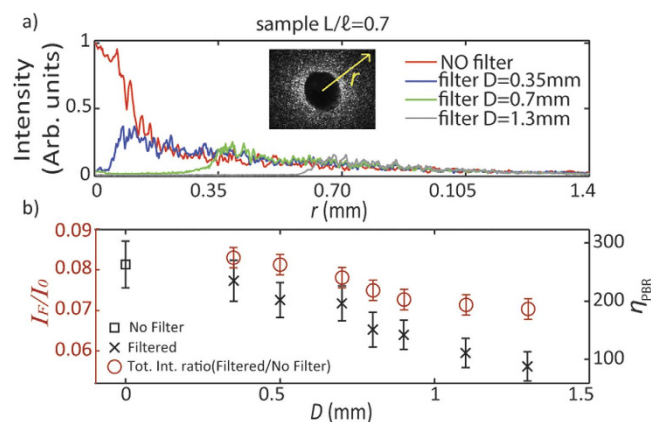 a)
sample L/ℓ=0.7
Intensity
(Arb. units)
1
0.5
0
r
NO filter
filter D=0.35mm
filter D=0.7mm
filter D=1.3mm
0 0.35 0.70 0.105 1.4
r (mm)
b)
I_F/I_0
0.09
0.08
0.07
0.06
300
200
100
η_PBR
No Filter
Filtered
Tot. Int. ratio(Filtered/No Filter)
0 0.5 1 1.5
D (mm)